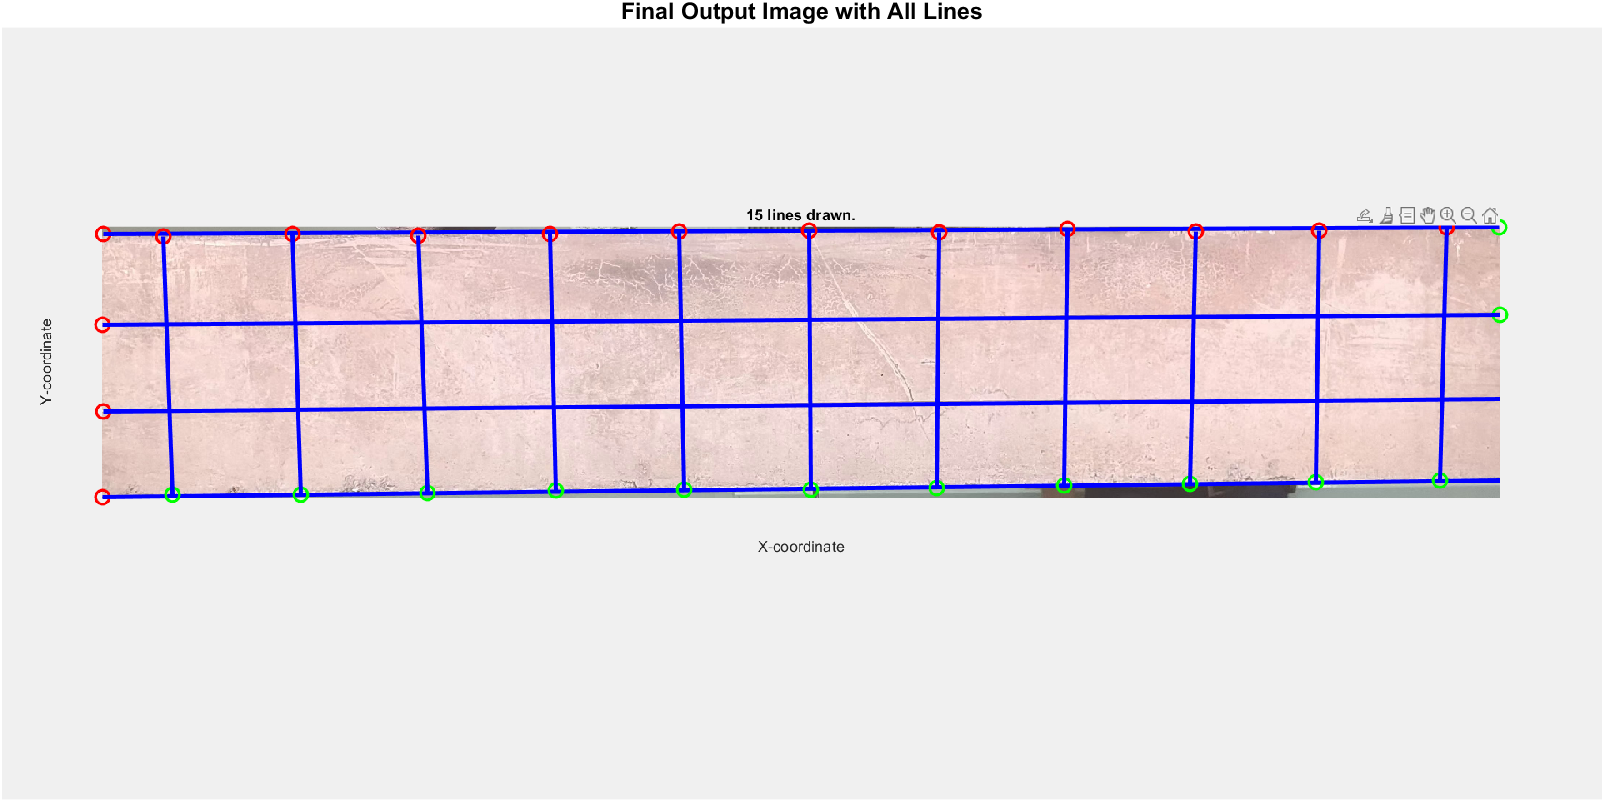 Final Output Image with All Lines
15 lines drawn.
Y-coordinate
X-coordinate